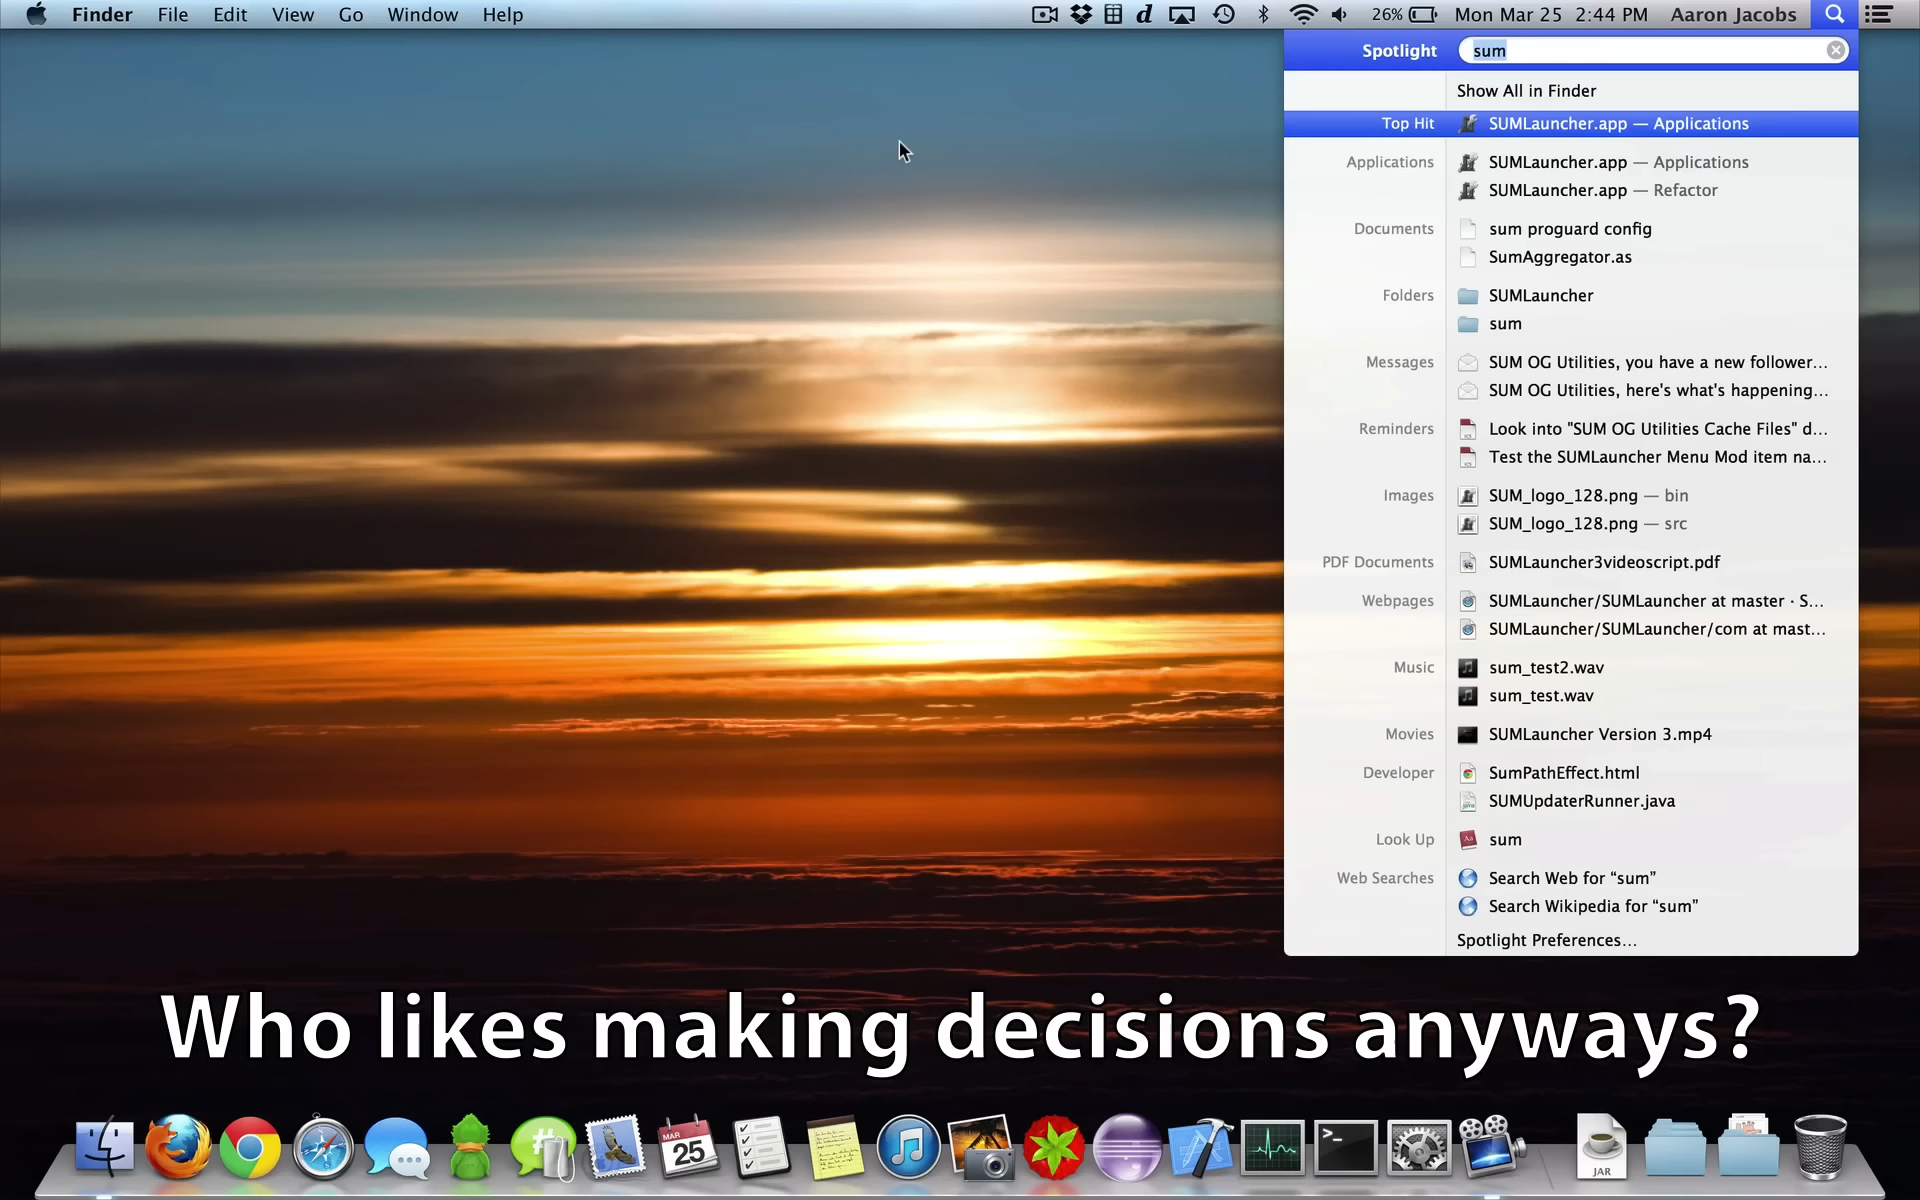 Finder File Edit View Go Window Help 26% Mon Mar 25 2:44 PM Aaron Jacobs
Spotlight sum
Show All in Finder
Top Hit SUMLauncher.app — Applications
Applications SUMLauncher.app — Applications
SUMLauncher.app — Refactor
Documents sum proguard config
SumAggregator.as
Folders SUMLauncher
sum
Messages SUM OG Utilities, you have a new follower...
SUM OG Utilities, here's what's happening...
Reminders Look into "SUM OG Utilities Cache Files" d...
Test the SUMLauncher Menu Mod item na...
Images SUM_logo_128.png — bin
SUM_logo_128.png — src
PDF Documents SUMLauncher3videoscript.pdf
Webpages SUMLauncher/SUMLauncher at master · S...
SUMLauncher/SUMLauncher/com at mast...
Music sum_test2.wav
sum_test.wav
Movies SUMLauncher Version 3.mp4
Developer SumPathEffect.html
SUMUpdaterRunner.java
Look Up sum
Web Searches Search Web for “sum”
Search Wikipedia for “sum”
Spotlight Preferences...
Who likes making decisions anyways?
MAR
25
JAR